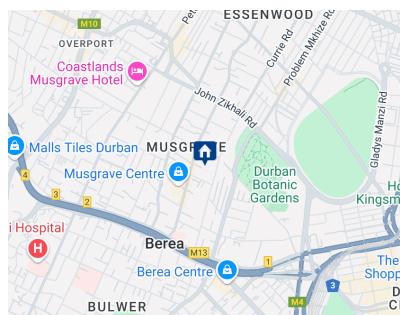 ESSENWOOD
M10
OVERPORT
Currie Rd
Problem Mkhize Rd
Coastlands
Musgrave Hotel
John Zikhali Rd
Gladys Manzi Rd
Malls Tiles Durban
MUSGRAVE
Musgrave Centre
Durban
Botanic
Gardens
4
3
2
Kingsm
i Hospital
H
Berea
M13
1
Berea Centre
The
Shopp
3
M4
D
BULWER